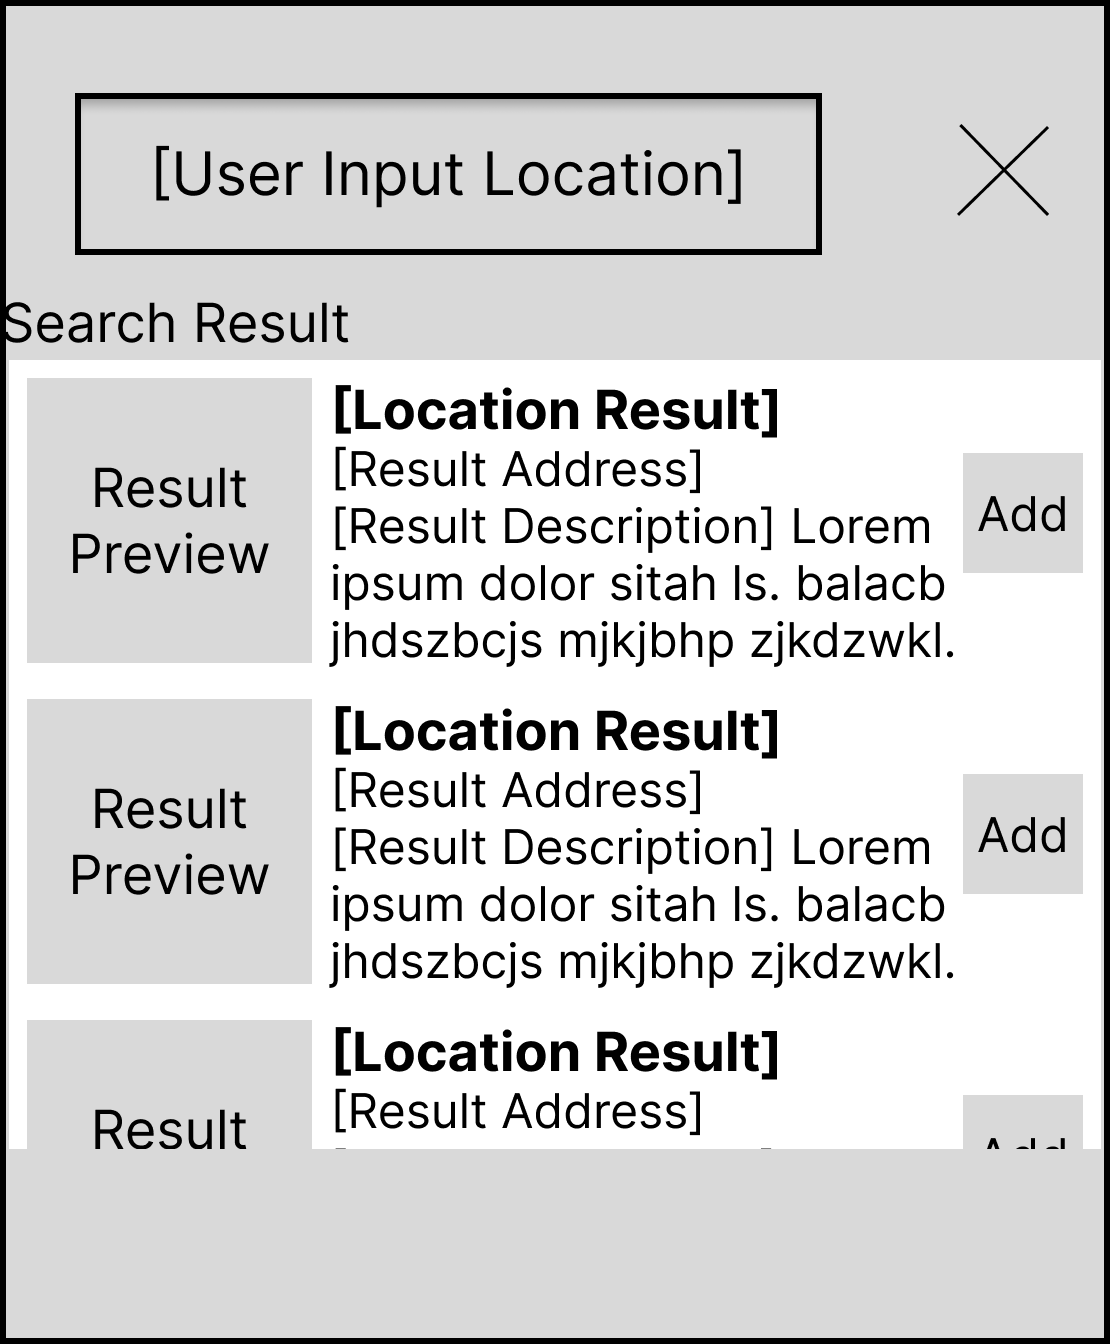 [User Input Location]
Search Result
Result
Preview
[Location Result]
[Result Address]
[Result Description] Lorem
ipsum dolor sitah ls. balacb
jhdszbcjs mjkjbhp zjkdzwkl.
Add
Result
Preview
[Location Result]
[Result Address]
[Result Description] Lorem
ipsum dolor sitah ls. balacb
jhdszbcjs mjkjbhp zjkdzwkl.
Add
Result
[Location Result]
[Result Address]
Add